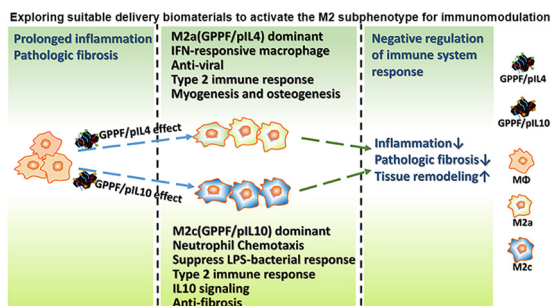 Exploring suitable delivery biomaterials to activate the M2 subphenotype for immunomodulation
Prolonged inflammation
Pathologic fibrosis
M2a(GPPF/pIL4) dominant
IFN-responsive macrophage
Anti-viral
Type 2 immune response
Myogenesis and osteogenesis
Negative regulation
of immune system
response
GPPF/pIL4 effect
GPPF/pIL10 effect
Inflammation↓
Pathologic fibrosis↓
Tissue remodeling↑
M2c(GPPF/pIL10) dominant
Neutrophil Chemotaxis
Suppress LPS-bacterial response
Type 2 immune response
IL10 signaling
Anti-fibrosis
GPPF/pIL4
GPPF/pIL10
MΦ
M2a
M2c